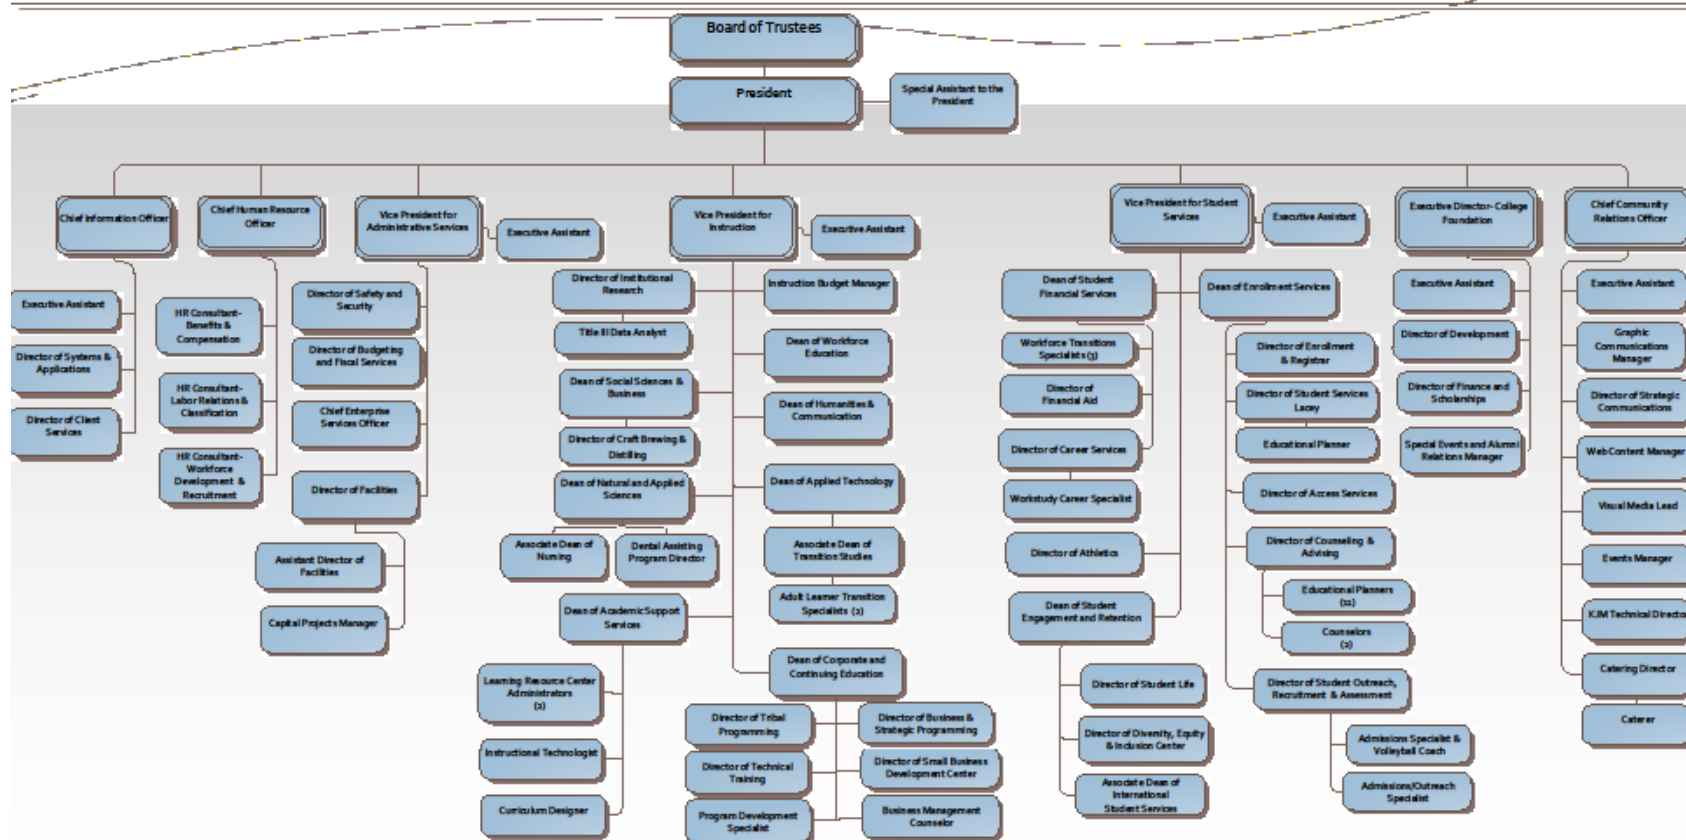 Board of Trustees
President
Special Assistant to the
President
Chief Information Officer
Chief Human Resource
Officer
Vice President for
Administrative Services
Executive Assistant
Vice President for
Instruction
Executive Assistant
Vice President for Student
Services
Executive Assistant
Executive Director- College
Foundation
Chief Community
Relations Officer
Executive Assistant
Director of Systems &
Applications
Director of Client
Services
HR Consultant-
Benefits &
Compensation
HR Consultant-
Labor Relations &
Classification
HR Consultant-
Workforce
Development &
Recruitment
Director of Safety and
Security
Director of Budgeting
and Fiscal Services
Chief Enterprise
Services Officer
Director of Facilities
Assistant Director of
Facilities
Capital Projects Manager
Director of Institutional
Research
Title III Data Analyst
Dean of Social Sciences &
Business
Director of Craft Brewing &
Distilling
Dean of Natural and Applied
Sciences
Associate Dean of
Nursing
Dental Assisting
Program Director
Dean of Academic Support
Services
Learning Resource Center
Administrators
(2)
Instructional Technologist
Curriculum Designer
Instruction Budget Manager
Dean of Workforce
Education
Dean of Humanities &
Communication
Dean of Applied Technology
Associate Dean of
Transition Studies
Adult Learner Transition
Specialists (2)
Dean of Corporate and
Continuing Education
Director of Tribal
Programming
Director of Technical
Training
Program Development
Specialist
Director of Business &
Strategic Programming
Director of Small Business
Development Center
Business Management
Counselor
Dean of Student
Financial Services
Workforce Transitions
Specialists (3)
Director of
Financial Aid
Director of Career Services
Workstudy Career Specialist
Director of Athletics
Dean of Student
Engagement and Retention
Director of Student Life
Director of Diversity, Equity
& Inclusion Center
Associate Dean of
International
Student Services
Dean of Enrollment Services
Director of Enrollment
& Registrar
Director of Student Services
Lacey
Educational Planner
Director of Access Services
Director of Counseling &
Advising
Educational Planners
(11)
Counselors
(2)
Director of Student Outreach,
Recruitment & Assessment
Admissions Specialist &
Volleyball Coach
Admissions/Outreach
Specialist
Executive Assistant
Director of Development
Director of Finance and
Scholarships
Special Events and Alumni
Relations Manager
Executive Assistant
Graphic
Communications
Manager
Director of Strategic
Communications
Web Content Manager
Visual Media Lead
Events Manager
KJM Technical Director
Catering Director
Caterer